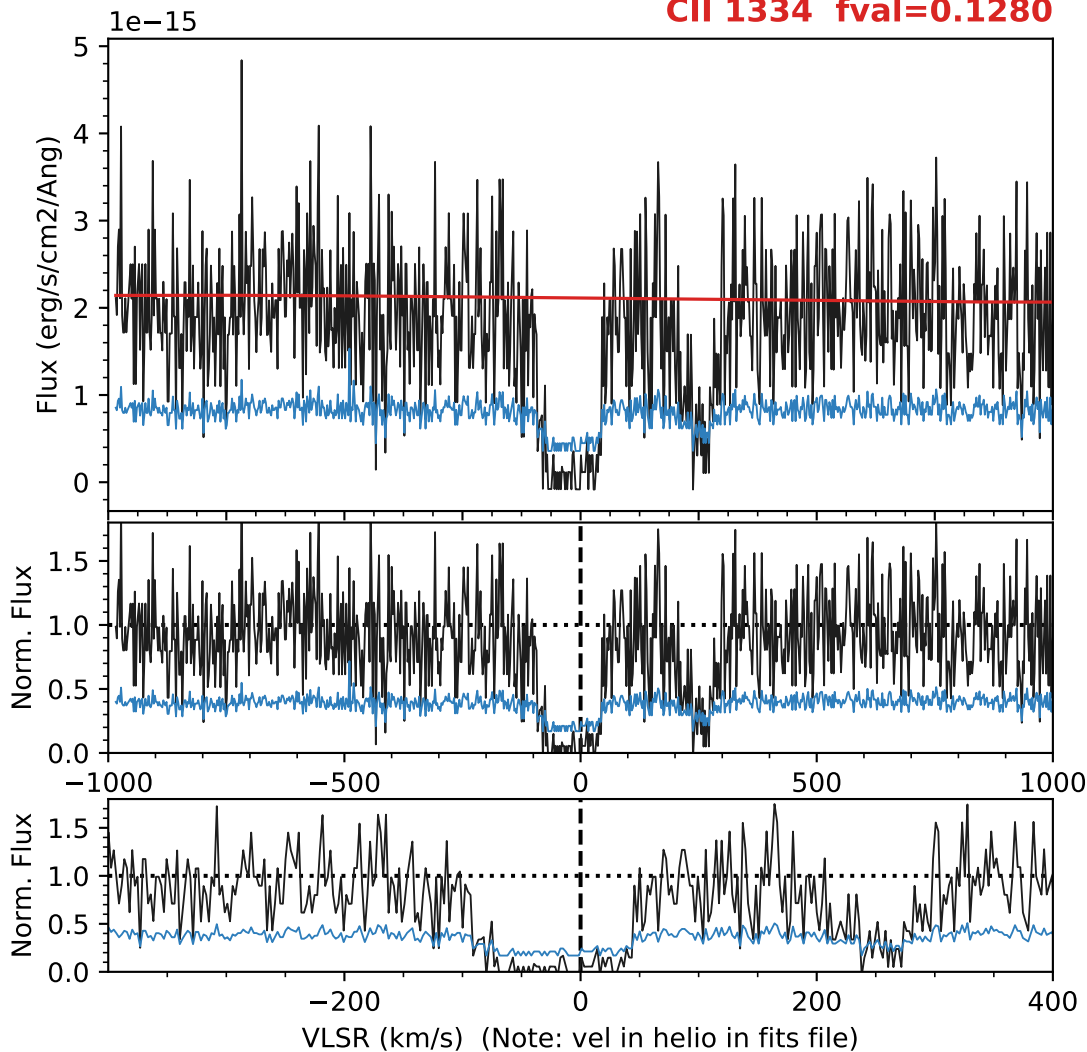 CII 1334 fval=0.1280
1e−15
5
4
3
2
1
0
Flux (erg/s/cm2/Ang)
1.5
1.0
0.5
0.0
Norm. Flux
−1000 −500 0 500 1000
1.5
1.0
0.5
0.0
Norm. Flux
−200 0 200 400
VLSR (km/s) (Note: vel in helio in fits file)